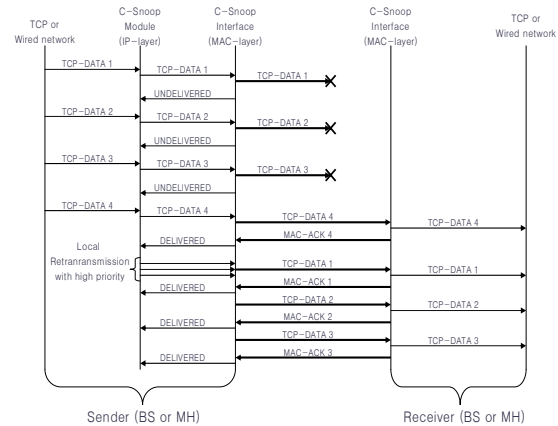 TCP or
Wired network
C-Snoop
Module
(IP-layer)
C-Snoop
Interface
(MAC-layer)
C-Snoop
Interface
(MAC-layer)
TCP or
Wired network
TCP-DATA 1
TCP-DATA 1
TCP-DATA 1
UNDELIVERED
TCP-DATA 2
TCP-DATA 2
TCP-DATA 2
UNDELIVERED
TCP-DATA 3
TCP-DATA 3
TCP-DATA 3
UNDELIVERED
TCP-DATA 4
TCP-DATA 4
TCP-DATA 4
TCP-DATA 4
MAC-ACK 4
DELIVERED
Local
Retranransmission
with high priority
TCP-DATA 1
TCP-DATA 1
MAC-ACK 1
DELIVERED
TCP-DATA 2
TCP-DATA 2
MAC-ACK 2
DELIVERED
TCP-DATA 3
TCP-DATA 3
MAC-ACK 3
DELIVERED
Sender (BS or MH)
Receiver (BS or MH)